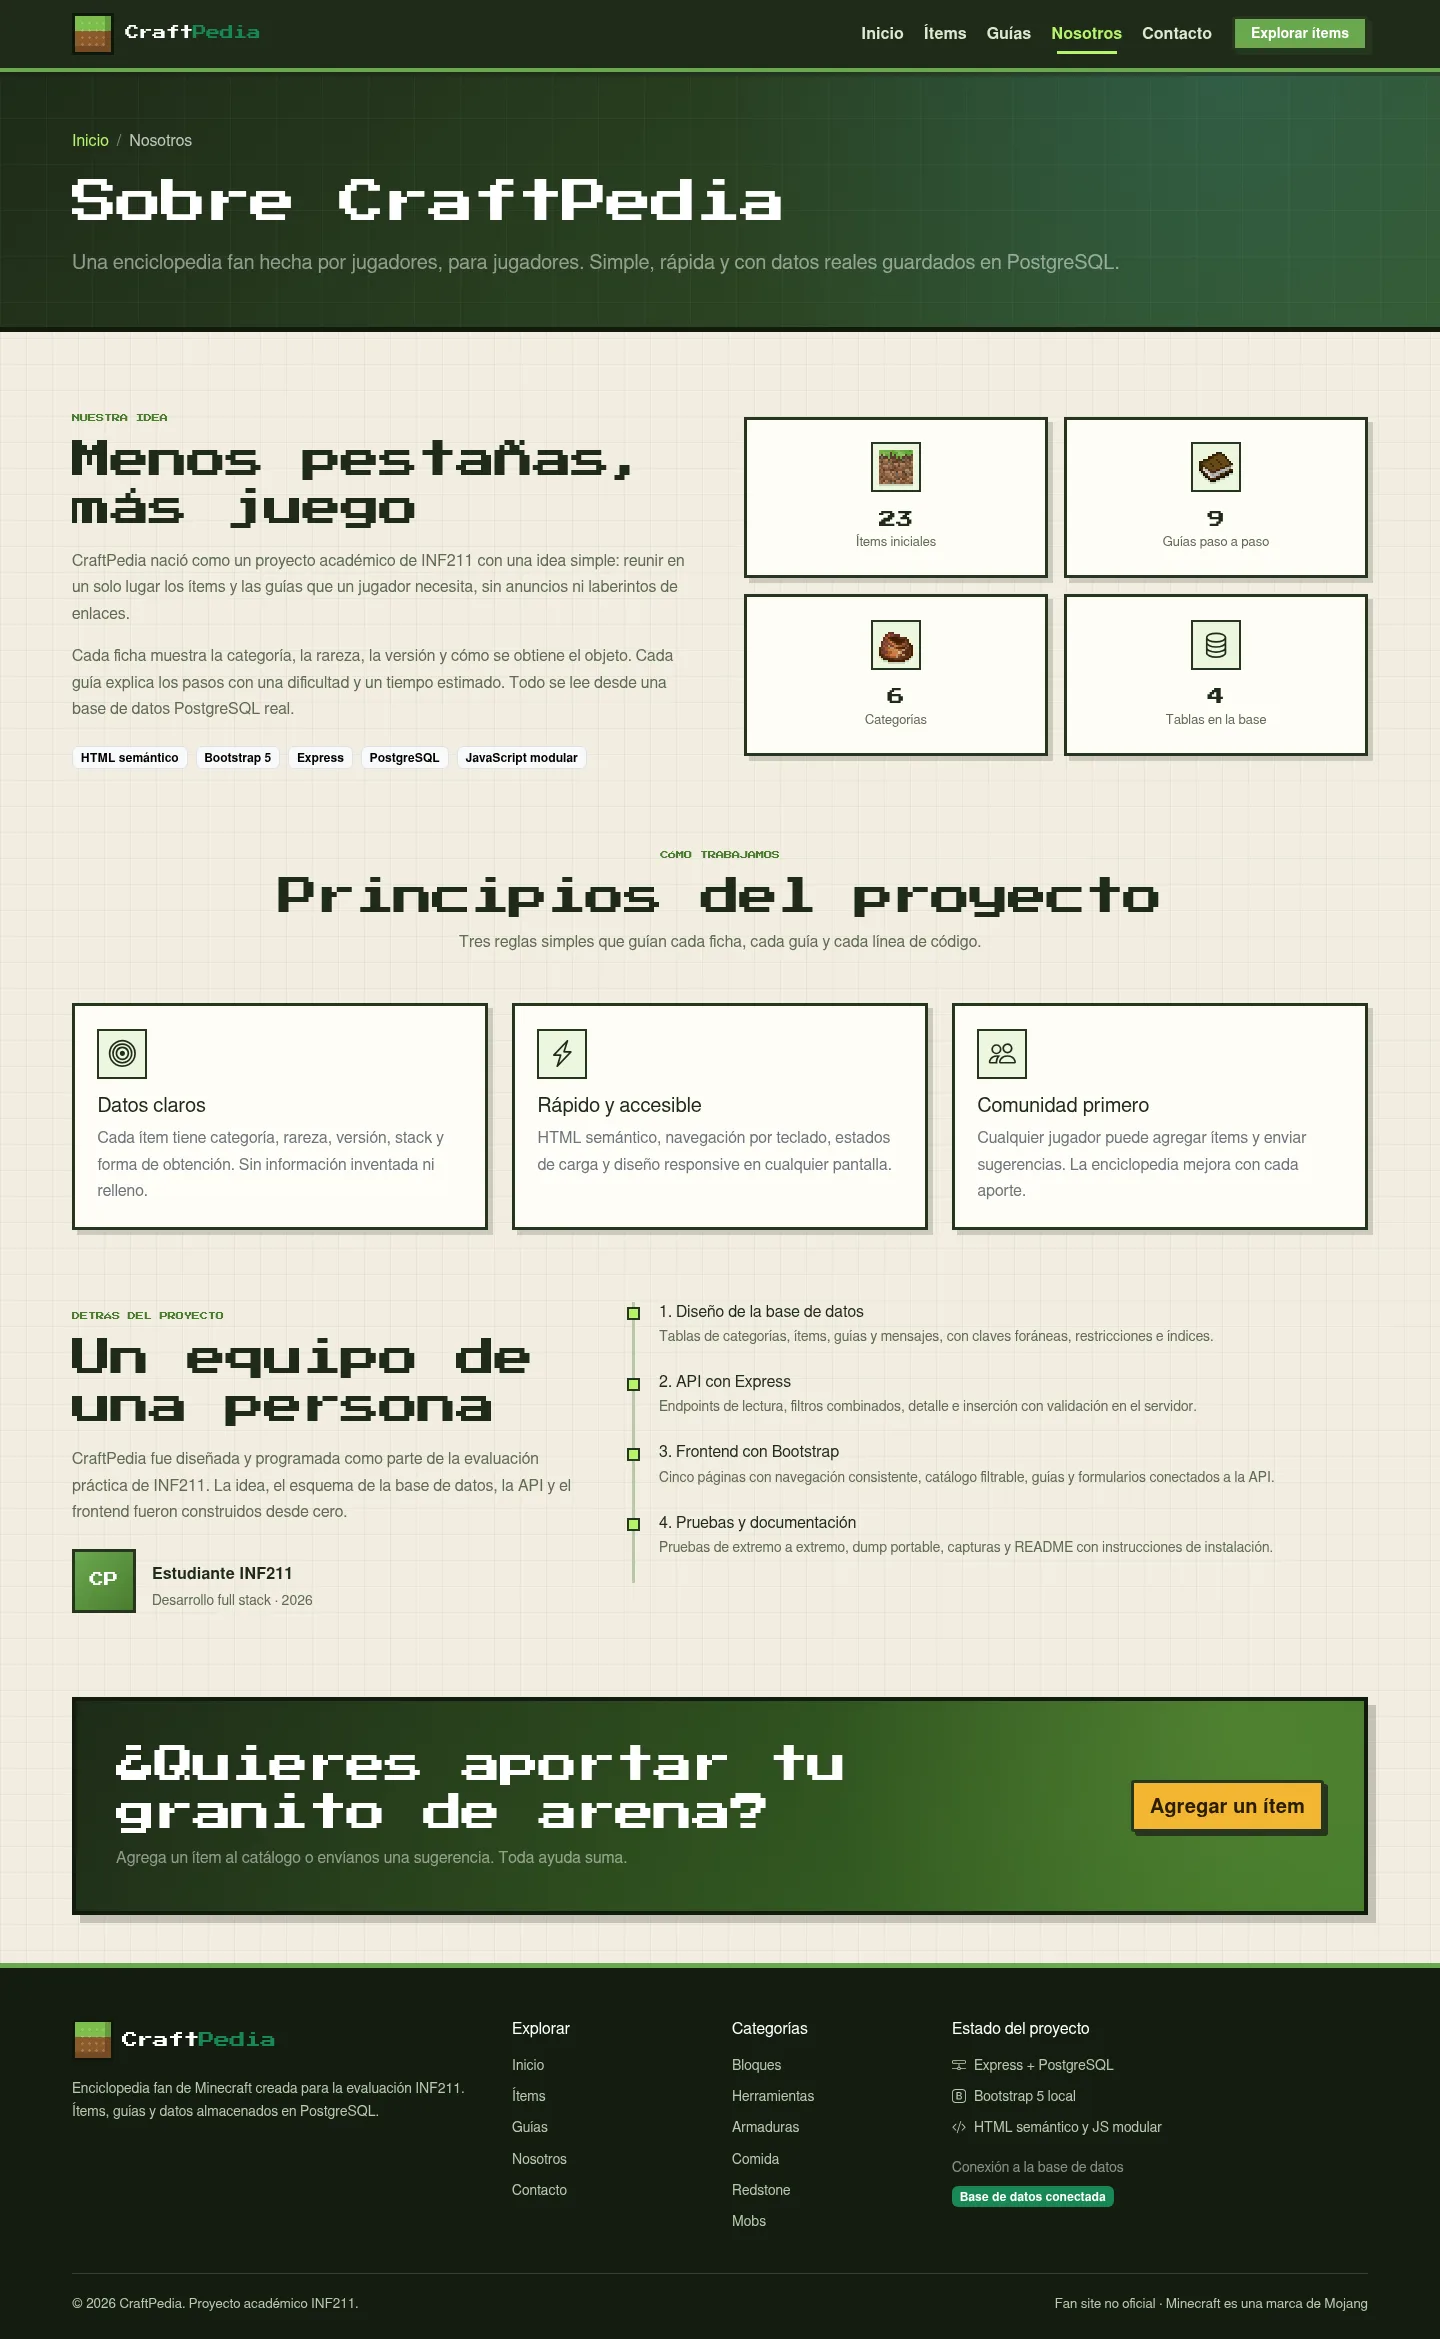 CraftPedia
Inicio
Ítems
Guías
Nosotros
Contacto
Explorar ítems
Inicio / Nosotros
Sobre CraftPedia
Una enciclopedia fan hecha por jugadores, para jugadores. Simple, rápida y con datos reales guardados en PostgreSQL.
NUESTRA IDEA
Menos pestañas,
más juego
CraftPedia nació como un proyecto académico de INF211 con una idea simple: reunir en
un solo lugar los ítems y las guías que un jugador necesita, sin anuncios ni laberintos de
enlaces.
Cada ficha muestra la categoría, la rareza, la versión y cómo se obtiene el objeto. Cada
guía explica los pasos con una dificultad y un tiempo estimado. Todo se lee desde una
base de datos PostgreSQL real.
HTML semántico
Bootstrap 5
Express
PostgreSQL
JavaScript modular
23
Ítems iniciales
9
Guías paso a paso
6
Categorías
4
Tablas en la base
CÓMO TRABAJAMOS
Principios del proyecto
Tres reglas simples que guían cada ficha, cada guía y cada línea de código.
Datos claros
Cada ítem tiene categoría, rareza, versión, stack y
forma de obtención. Sin información inventada ni
relleno.
Rápido y accesible
HTML semántico, navegación por teclado, estados
de carga y diseño responsive en cualquier pantalla.
Comunidad primero
Cualquier jugador puede agregar ítems y enviar
sugerencias. La enciclopedia mejora con cada
aporte.
DETRÁS DEL PROYECTO
Un equipo de
una persona
CraftPedia fue diseñada y programada como parte de la evaluación
práctica de INF211. La idea, el esquema de la base de datos, la API y el
frontend fueron construidos desde cero.
CP
Estudiante INF211
Desarrollo full stack · 2026
1. Diseño de la base de datos
Tablas de categorías, ítems, guías y mensajes, con claves foráneas, restricciones e índices.
2. API con Express
Endpoints de lectura, filtros combinados, detalle e inserción con validación en el servidor.
3. Frontend con Bootstrap
Cinco páginas con navegación consistente, catálogo filtrable, guías y formularios conectados a la API.
4. Pruebas y documentación
Pruebas de extremo a extremo, dump portable, capturas y README con instrucciones de instalación.
¿Quieres aportar tu
granito de arena?
Agrega un ítem al catálogo o envíanos una sugerencia. Toda ayuda suma.
Agregar un ítem
CraftPedia
Enciclopedia fan de Minecraft creada para la evaluación INF211.
Ítems, guías y datos almacenados en PostgreSQL.
Explorar
Inicio
Ítems
Guías
Nosotros
Contacto
Categorías
Bloques
Herramientas
Armaduras
Comida
Redstone
Mobs
Estado del proyecto
Express + PostgreSQL
Bootstrap 5 local
HTML semántico y JS modular
Conexión a la base de datos
Base de datos conectada
© 2026 CraftPedia. Proyecto académico INF211.
Fan site no oficial · Minecraft es una marca de Mojang